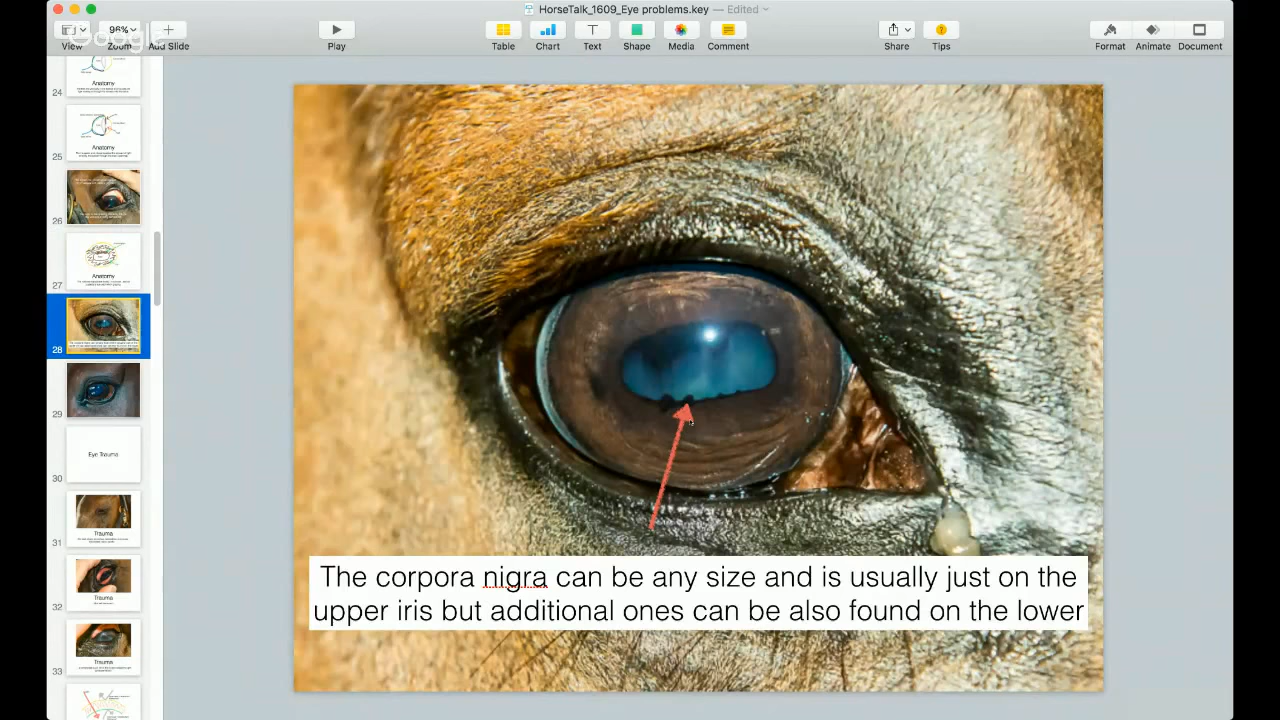 HorseTalk_1609_Eye problems.key — Edited
Google
96%
View
Zoom
Add Slide
Play
Table
Chart
Text
Shape
Media
Comment
Share
Tips
Format
Animate
Document
24
Anatomy
25
Anatomy
26
27
Anatomy
28
29
30
Eye Trauma
31
Trauma
32
Trauma
33
Trauma
The corpora nigra can be any size and is usually just on the
upper iris but additional ones can be also found on the lower